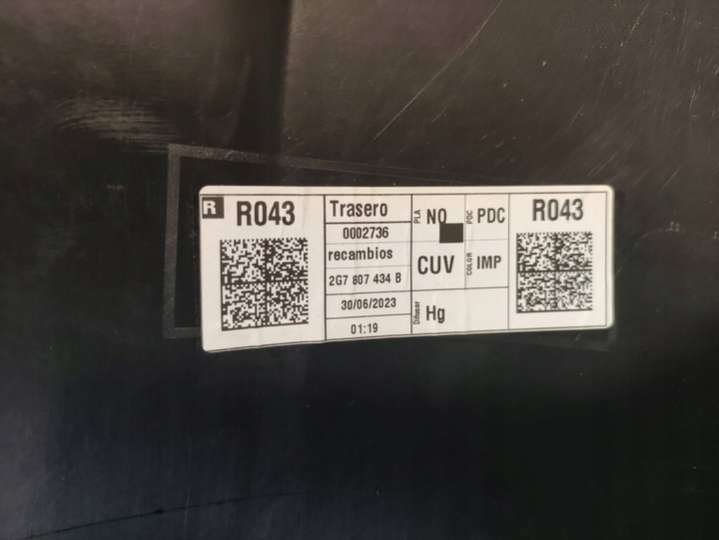 R R043
Trasero
0002736
recambios
2G7 807 434 B
30/06/2023
01:19
PLA NO
PDC PDC
CUV
COLOR IMP
Difusor Hg
R043